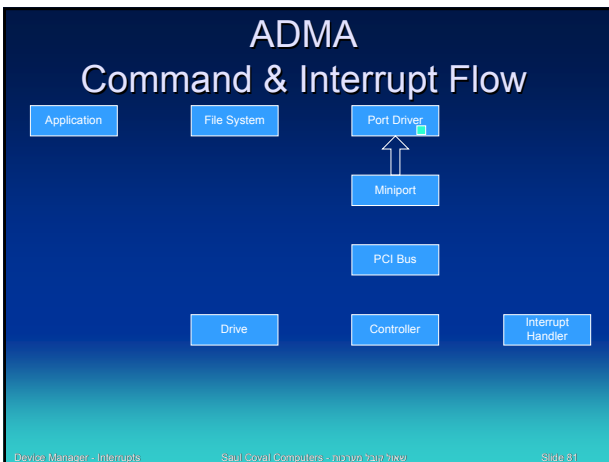 ADMA
Command & Interrupt Flow
Application
File System
Port Driver
Miniport
PCI Bus
Drive
Controller
Interrupt
Handler
Device Manager - Interrupts
Saul Coval Computers - שאול קובל מערכות
Slide 81